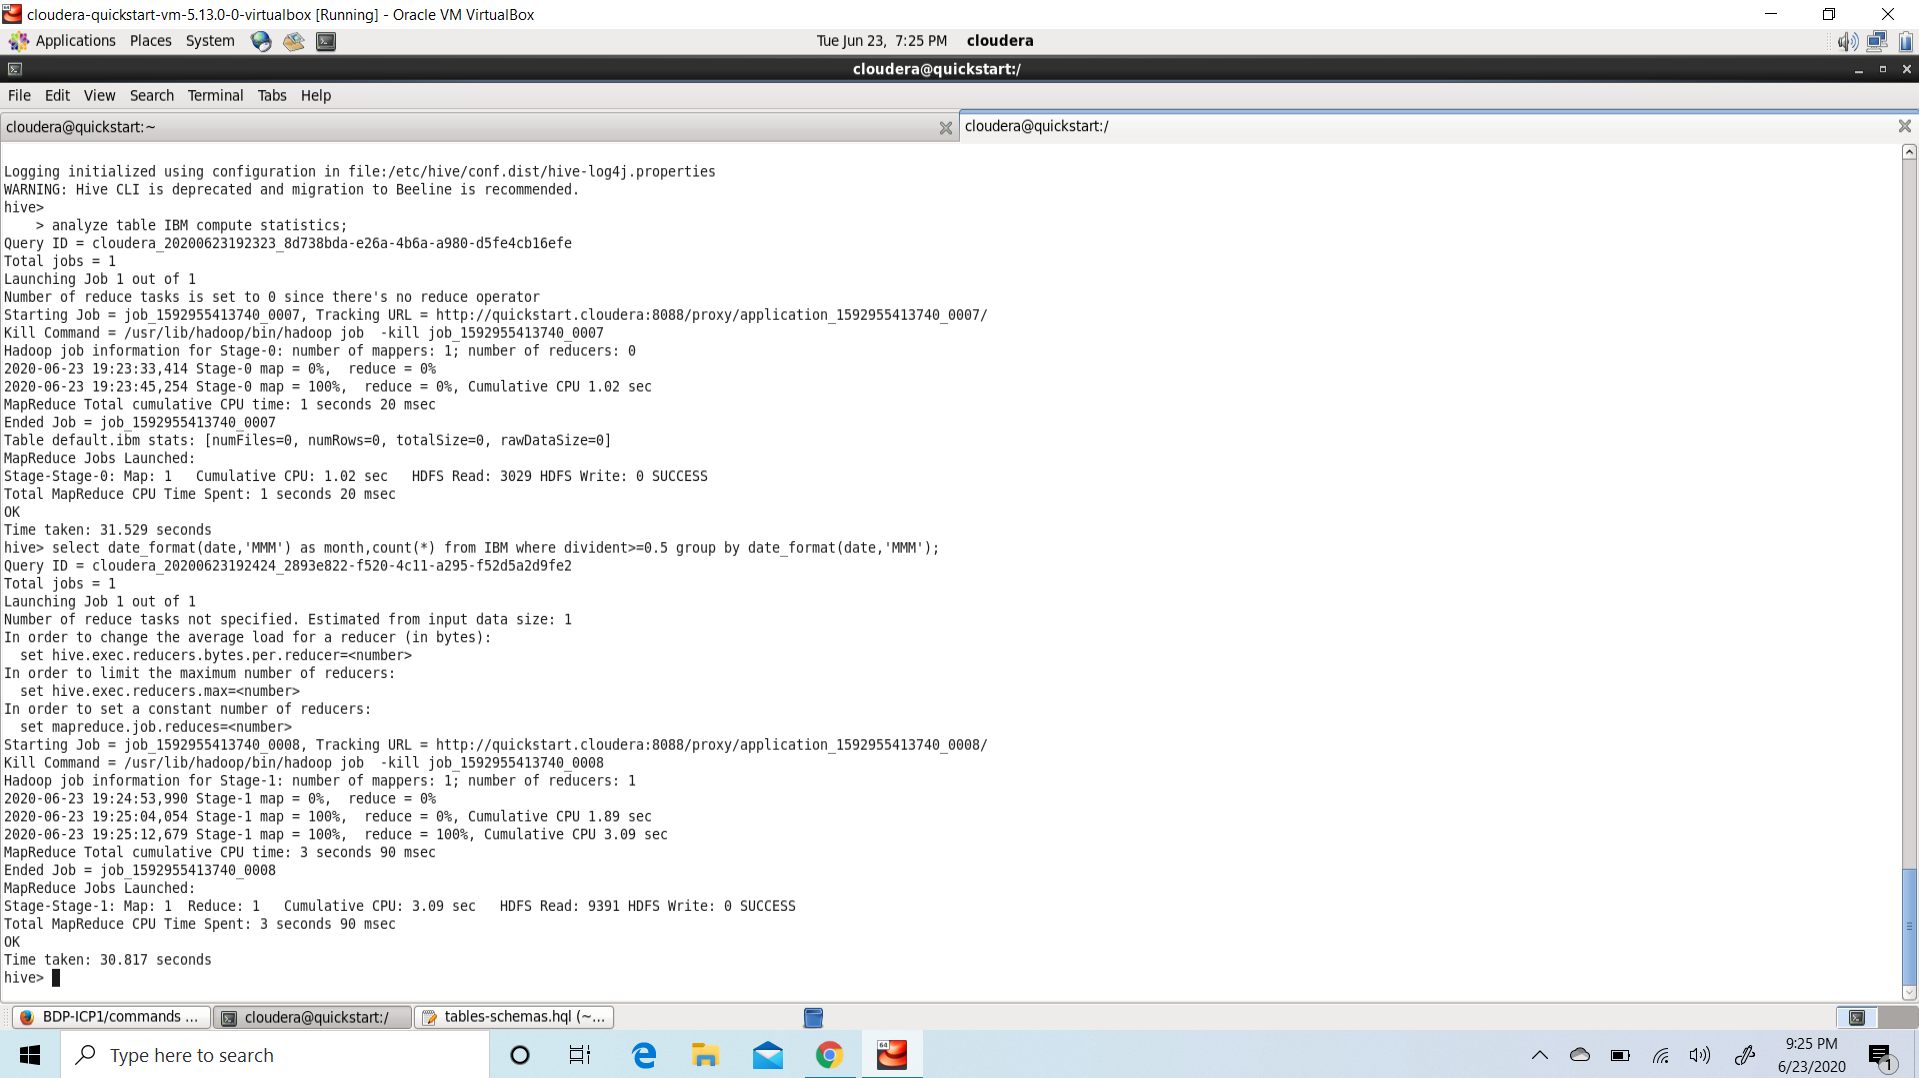 cloudera-quickstart-vm-5.13.0-0-virtualbox [Running] - Oracle VM VirtualBox
Applications Places System
Tue Jun 23, 7:25 PM cloudera
cloudera@quickstart:/
File Edit View Search Terminal Tabs Help
cloudera@quickstart:~
cloudera@quickstart:/
Logging initialized using configuration in file:/etc/hive/conf.dist/hive-log4j.properties
WARNING: Hive CLI is deprecated and migration to Beeline is recommended.
hive>
    > analyze table IBM compute statistics;
Query ID = cloudera_20200623192323_8d738bda-e26a-4b6a-a980-d5fe4cb16efe
Total jobs = 1
Launching Job 1 out of 1
Number of reduce tasks is set to 0 since there's no reduce operator
Starting Job = job_1592955413740_0007, Tracking URL = http://quickstart.cloudera:8088/proxy/application_1592955413740_0007/
Kill Command = /usr/lib/hadoop/bin/hadoop job  -kill job_1592955413740_0007
Hadoop job information for Stage-0: number of mappers: 1; number of reducers: 0
2020-06-23 19:23:33,414 Stage-0 map = 0%,  reduce = 0%
2020-06-23 19:23:45,254 Stage-0 map = 100%,  reduce = 0%, Cumulative CPU 1.02 sec
MapReduce Total cumulative CPU time: 1 seconds 20 msec
Ended Job = job_1592955413740_0007
Table default.ibm stats: [numFiles=0, numRows=0, totalSize=0, rawDataSize=0]
MapReduce Jobs Launched:
Stage-Stage-0: Map: 1   Cumulative CPU: 1.02 sec   HDFS Read: 3029 HDFS Write: 0 SUCCESS
Total MapReduce CPU Time Spent: 1 seconds 20 msec
OK
Time taken: 31.529 seconds
hive> select date_format(date,'MMM') as month,count(*) from IBM where divident>=0.5 group by date_format(date,'MMM');
Query ID = cloudera_20200623192424_2893e822-f520-4c11-a295-f52d5a2d9fe2
Total jobs = 1
Launching Job 1 out of 1
Number of reduce tasks not specified. Estimated from input data size: 1
In order to change the average load for a reducer (in bytes):
  set hive.exec.reducers.bytes.per.reducer=<number>
In order to limit the maximum number of reducers:
  set hive.exec.reducers.max=<number>
In order to set a constant number of reducers:
  set mapreduce.job.reduces=<number>
Starting Job = job_1592955413740_0008, Tracking URL = http://quickstart.cloudera:8088/proxy/application_1592955413740_0008/
Kill Command = /usr/lib/hadoop/bin/hadoop job  -kill job_1592955413740_0008
Hadoop job information for Stage-1: number of mappers: 1; number of reducers: 1
2020-06-23 19:24:53,990 Stage-1 map = 0%,  reduce = 0%
2020-06-23 19:25:04,054 Stage-1 map = 100%,  reduce = 0%, Cumulative CPU 1.89 sec
2020-06-23 19:25:12,679 Stage-1 map = 100%,  reduce = 100%, Cumulative CPU 3.09 sec
MapReduce Total cumulative CPU time: 3 seconds 90 msec
Ended Job = job_1592955413740_0008
MapReduce Jobs Launched:
Stage-Stage-1: Map: 1  Reduce: 1   Cumulative CPU: 3.09 sec   HDFS Read: 9391 HDFS Write: 0 SUCCESS
Total MapReduce CPU Time Spent: 3 seconds 90 msec
OK
Time taken: 30.817 seconds
hive>
BDP-ICP1/commands ...
cloudera@quickstart:/
tables-schemas.hql (~...
Type here to search
9:25 PM
6/23/2020
1